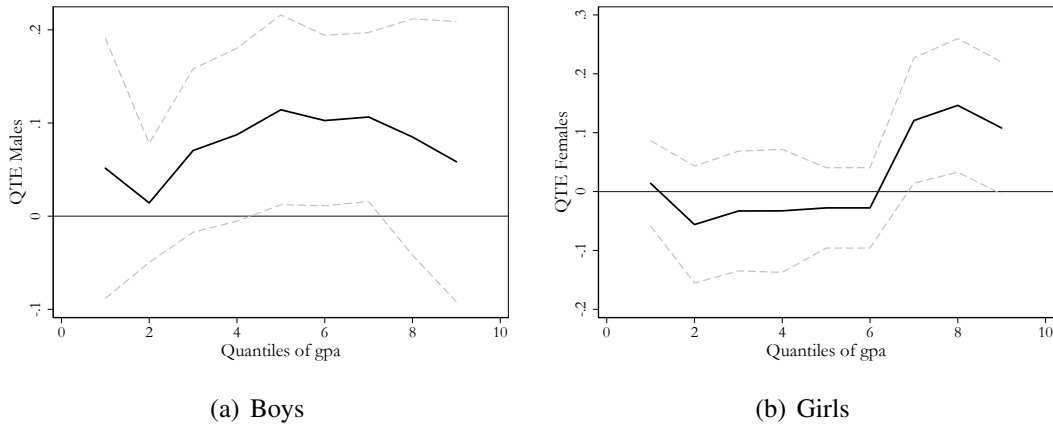 QTE Males
.2
.1
0
-.1
0 2 4 6 8 10
Quantiles of gpa
(a) Boys
QTE Females
.3
.2
.1
0
-.1
-.2
0 2 4 6 8 10
Quantiles of gpa
(b) Girls